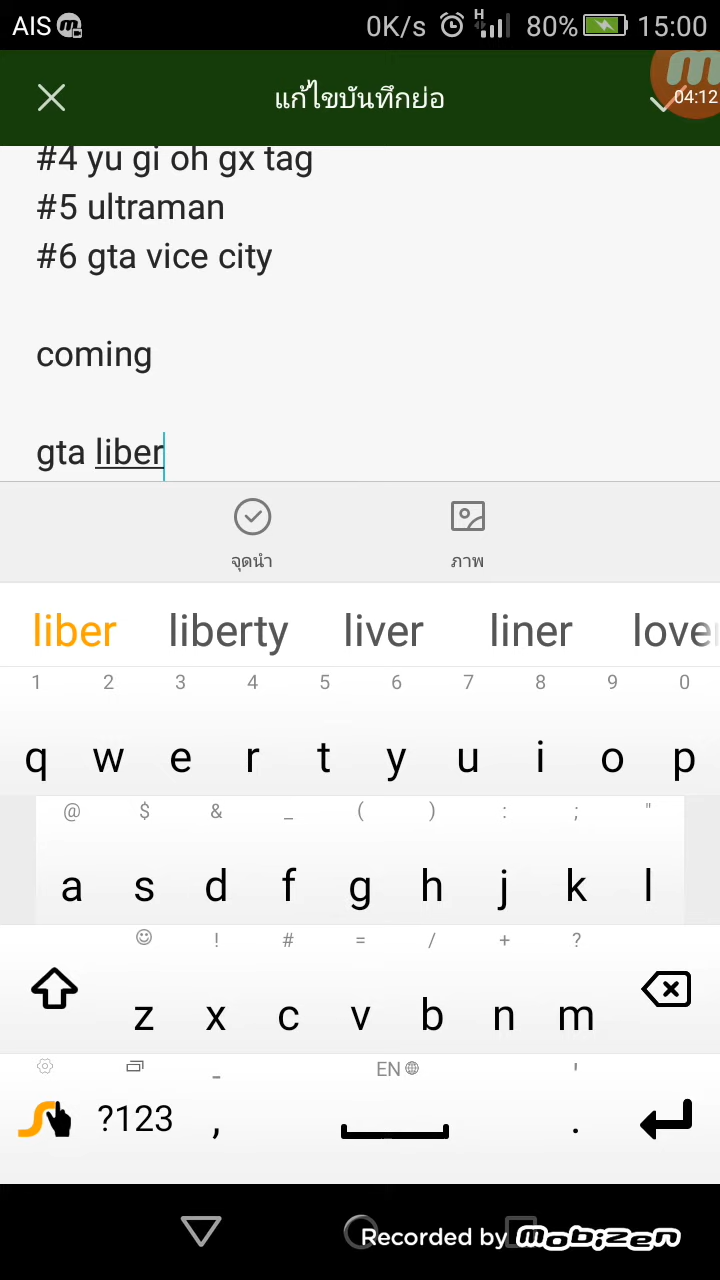 AIS 0K/s H 80% 15:00
แก้ไขบันทึกย่อ 04:12
#4 yu gi oh gx tag
#5 ultraman
#6 gta vice city
coming
gta liber
จุดนำ ภาพ
liber liberty liver liner love
1 2 3 4 5 6 7 8 9 0
q w e r t y u i o p
@ $ & _ ( ) : ; "
a s d f g h j k l
! # = / + ?
z x c v b n m
- EN '
?123 , .
Recorded by mobizen